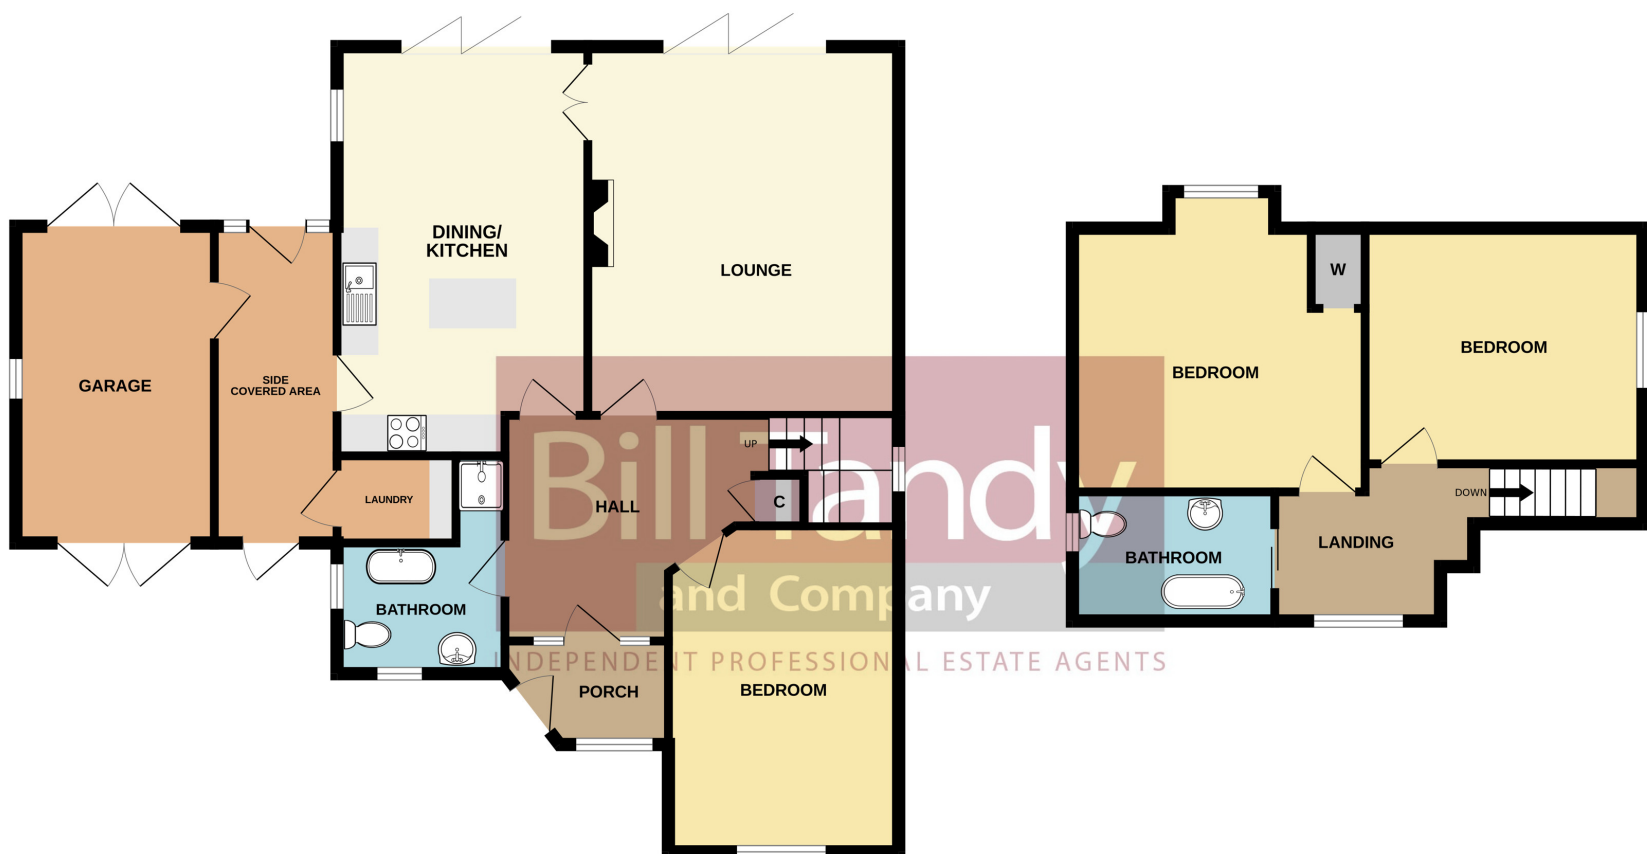 DINING/
KITCHEN
LOUNGE
GARAGE
SIDE
COVERED AREA
LAUNDRY
BATHROOM
HALL
UP
C
PORCH
BEDROOM
W
BEDROOM
BEDROOM
BATHROOM
LANDING
DOWN
Bill Tandy
and Company
INDEPENDENT PROFESSIONAL ESTATE AGENTS